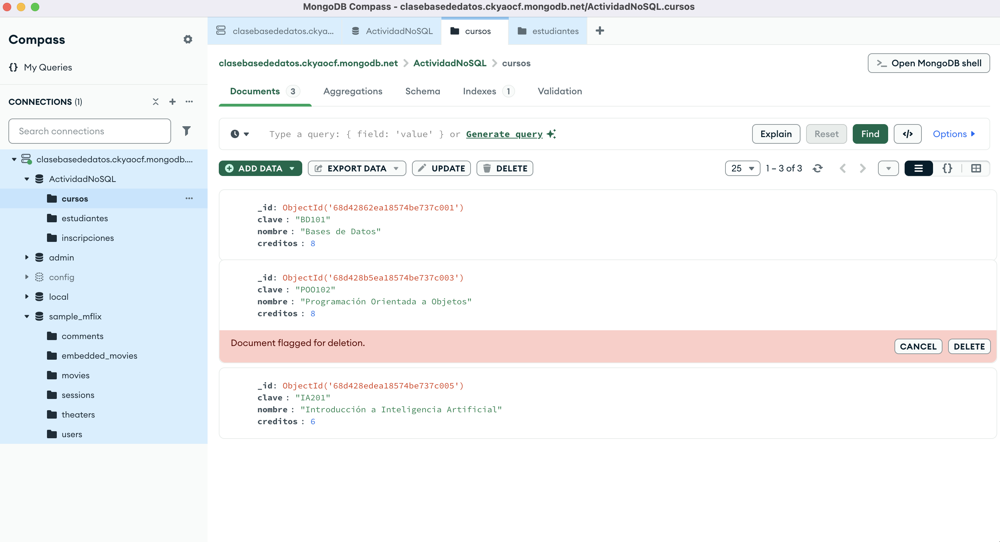 MongoDB Compass - clasebasededatos.ckyaocf.mongodb.net/ActividadNoSQL.cursos
Compass
{} My Queries
CONNECTIONS (1)
Search connections
clasebasededatos.ckyaocf.mongodb....
ActividadNoSQL
cursos
estudiantes
inscripciones
admin
config
local
sample_mflix
comments
embedded_movies
movies
sessions
theaters
users
clasebasededatos.ckya... ActividadNoSQL cursos estudiantes
clasebasededatos.ckyaocf.mongodb.net > ActividadNoSQL > cursos
>_ Open MongoDB shell
Documents 3 Aggregations Schema Indexes 1 Validation
Type a query: { field: 'value' } or Generate query
Explain Reset Find </> Options
ADD DATA EXPORT DATA UPDATE DELETE
25 1 – 3 of 3 {}
_id: ObjectId('68d42862ea18574be737c001')
clave : "BD101"
nombre : "Bases de Datos"
creditos : 8
_id: ObjectId('68d428b5ea18574be737c003')
clave : "POO102"
nombre : "Programación Orientada a Objetos"
creditos : 8
Document flagged for deletion.
CANCEL DELETE
_id: ObjectId('68d428edea18574be737c005')
clave : "IA201"
nombre : "Introducción a Inteligencia Artificial"
creditos : 6